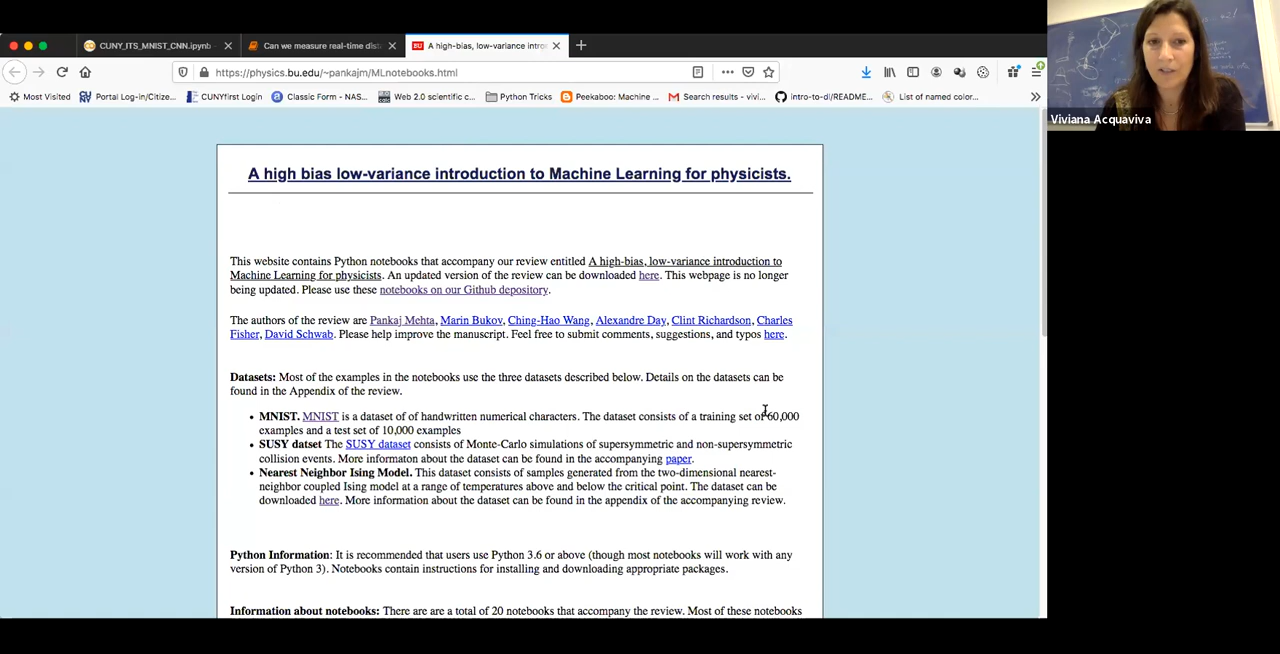 CUNY_ITS_MNIST_CNN.ipynb
Can we measure real-time dista
A high-bias, low-variance intro
https://physics.bu.edu/~pankajm/MLnotebooks.html
Most Visited
Portal Log-in/Citize...
CUNYfirst Login
Classic Form - NAS...
Web 2.0 scientific c...
Python Tricks
Peekaboo: Machine ...
Search results - vivi...
intro-to-dl/README...
List of named color...
Viviana Acquaviva
A high bias low-variance introduction to Machine Learning for physicists.
This website contains Python notebooks that accompany our review entitled A high-bias, low-variance introduction to
Machine Learning for physicists. An updated version of the review can be downloaded here. This webpage is no longer
being updated. Please use these notebooks on our Github depository.
The authors of the review are Pankaj Mehta, Marin Bukov, Ching-Hao Wang, Alexandre Day, Clint Richardson, Charles
Fisher, David Schwab. Please help improve the manuscript. Feel free to submit comments, suggestions, and typos here.
Datasets: Most of the examples in the notebooks use the three datasets described below. Details on the datasets can be
found in the Appendix of the review.
• MNIST. MNIST is a dataset of of handwritten numerical characters. The dataset consists of a training set of 60,000
examples and a test set of 10,000 examples
• SUSY datset The SUSY dataset consists of Monte-Carlo simulations of supersymmetric and non-supersymmetric
collision events. More informaton about the dataset can be found in the accompanying paper.
• Nearest Neighbor Ising Model. This dataset consists of samples generated from the two-dimensional nearest-
neighbor coupled Ising model at a range of temperatures above and below the critical point. The dataset can be
downloaded here. More information about the dataset can be found in the appendix of the accompanying review.
Python Information: It is recommended that users use Python 3.6 or above (though most notebooks will work with any
version of Python 3). Notebooks contain instructions for installing and downloading appropriate packages.
Information about notebooks: There are are a total of 20 notebooks that accompany the review. Most of these notebooks